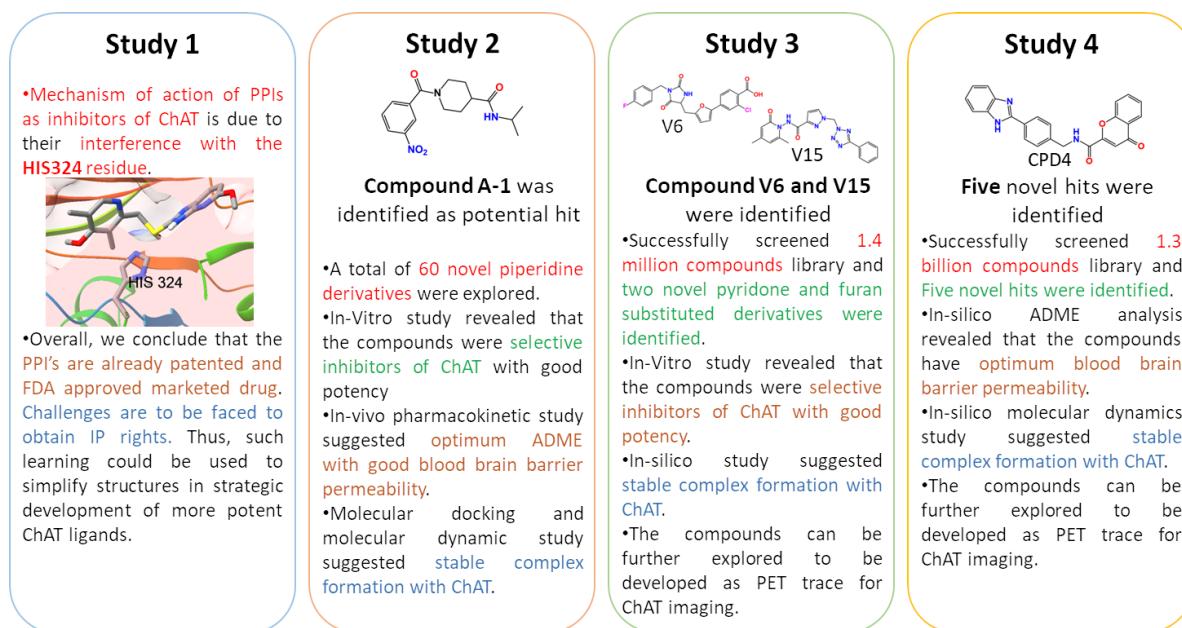 Study 1
•Mechanism of action of PPIs
as inhibitors of ChAT is due to
their interference with the
HIS324 residue.
HIS 324
•Overall, we conclude that the
PPI's are already patented and
FDA approved marketed drug.
Challenges are to be faced to
obtain IP rights. Thus, such
learning could be used to
simplify structures in strategic
development of more potent
ChAT ligands.
Study 2
O
N
O
HN
NO2
Compound A-1 was
identified as potential hit
•A total of 60 novel piperidine
derivatives were explored.
•In-Vitro study revealed that
the compounds were selective
inhibitors of ChAT with good
potency
•In-vivo pharmacokinetic study
suggested optimum ADME
with good blood brain barrier
permeability.
•Molecular docking and
molecular dynamic study
suggested stable complex
formation with ChAT.
Study 3
V6
V15
Compound V6 and V15
were identified
•Successfully screened 1.4
million compounds library and
two novel pyridone and furan
substituted derivatives were
identified.
•In-Vitro study revealed that
the compounds were selective
inhibitors of ChAT with good
potency.
•In-silico study suggested
stable complex formation with
ChAT.
•The compounds can be
further explored to be
developed as PET trace for
ChAT imaging.
Study 4
N
NH
O
H
N
O
O
CPD4
Five novel hits were
identified
•Successfully screened 1.3
billion compounds library and
Five novel hits were identified.
•In-silico ADME analysis
revealed that the compounds
have optimum blood brain
barrier permeability.
•In-silico molecular dynamics
study suggested stable
complex formation with ChAT.
•The compounds can be
further explored to be
developed as PET trace for
ChAT imaging.